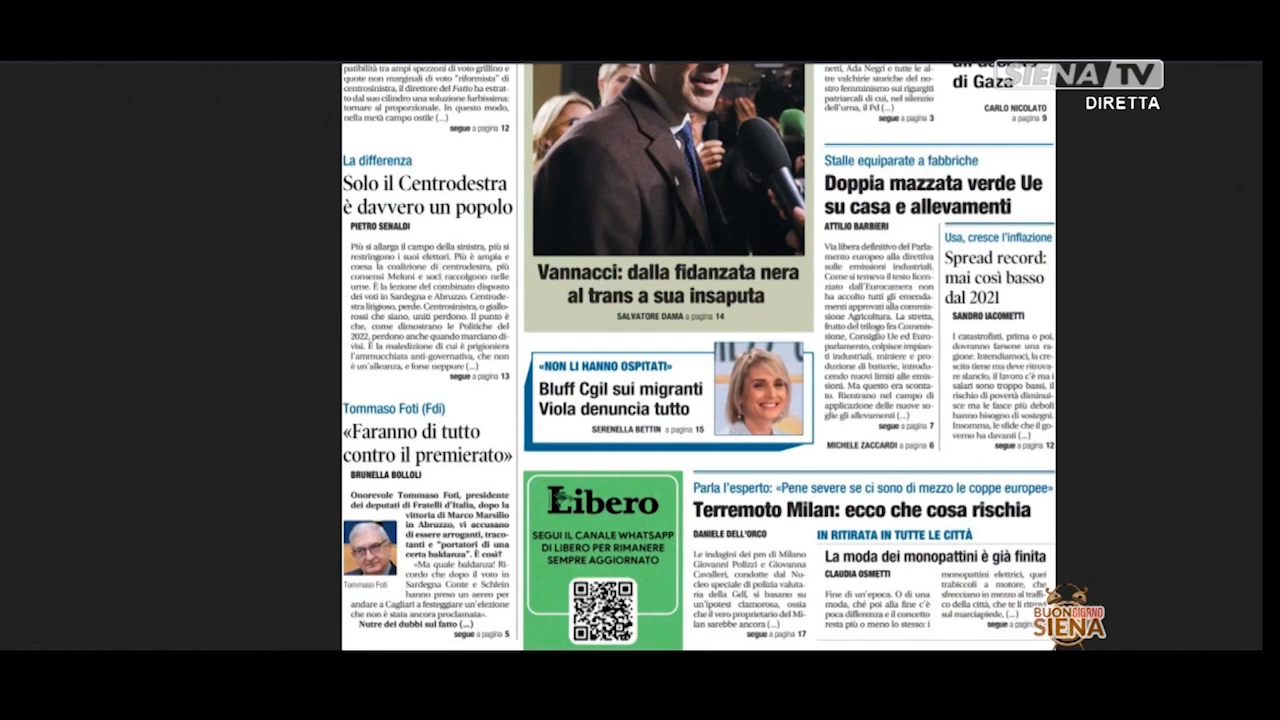 patibilità tra ampi spezzoni di voto grillino e
quote non marginali di voto "riformista" di
centrosinistra, il direttore del Fatto ha estrat-
to dal suo cilindro una soluzione furbissima:
tornare al proporzionale. In questo modo,
nella metà campo ostile (...)
segue a pagina 12
La differenza
Solo il Centrodestra
è davvero un popolo
PIETRO SENALDI
Più si allarga il campo della sinistra, più si
restringono i suoi elettori. Più è ampia e
coesa la coalizione di centrodestra, più
consensi Meloni e soci raccolgono nelle
urne. È la lezione del combinato disposto
dei voti in Sardegna e Abruzzo. Centrode-
stra litigioso, perde. Centrosinistra, o giallo-
rossi che siano, uniti perdono. Il punto è
che, come dimostrano le Politiche del
2022, perdono anche quando marciano di-
visi. È la maledizione di cui è prigioniera
l'ammucchiata anti-governativa, che non
è un'alleanza, e forse neppure (...)
segue a pagina 13
Tommaso Foti (Fdi)
«Faranno di tutto
contro il premierato»
BRUNELLA BOLLOLI
Onorevole Tommaso Foti, presidente
dei deputati di Fratelli d'Italia, dopo la
vittoria di Marco Marsilio
in Abruzzo, vi accusano
di essere arroganti, traco-
tanti e "portatori di una
certa baldanza". È così?
«Ma quale baldanza! Ri-
cordo che dopo il voto in
Sardegna Conte e Schlein
hanno preso un aereo per
andare a Cagliari a festeggiare un'elezione
che non è stata ancora proclamata».
Nutre dei dubbi sul fatto (...)
segue a pagina 5
Tommaso Foti
Vannacci: dalla fidanzata nera
al trans a sua insaputa
SALVATORE DAMA a pagina 14
«NON LI HANNO OSPITATI»
Bluff Cgil sui migranti
Viola denuncia tutto
SERENELLA BETTIN a pagina 15
Libero
SEGUI IL CANALE WHATSAPP
DI LIBERO PER RIMANERE
SEMPRE AGGIORNATO
netti, Ada Negri e tutte le al-
tre valchirie storiche del no-
stro femminismo sui rigurgiti
patriarcali di cui, nel silenzio
dell'urna, il Pd (...)
segue a pagina 3
di Gaza
CARLO NICOLATO
a pagina 9
SIENA TV
DIRETTA
Stalle equiparate a fabbriche
Doppia mazzata verde Ue
su casa e allevamenti
ATTILIO BARBIERI
Via libera definitivo del Parla-
mento europeo alla direttiva
sulle emissioni industriali.
Come si temeva il testo licen-
ziato dall'Eurocamera non
ha accolto tutti gli emenda-
menti approvati alla commis-
sione Agricoltura. La stretta,
frutto del trilogo fra Commis-
sione, Consiglio Ue ed Euro-
parlamento, colpisce impian-
ti industriali, miniere e pro-
duzione di batterie, introdu-
cendo nuovi limiti alle emis-
sioni. Ma questo era sconta-
to. Rientrano nel campo di
applicazione delle nuove so-
glie gli allevamenti (...)
segue a pagina 7
MICHELE ZACCARDI a pagina 6
Usa, cresce l'inflazione
Spread record:
mai così basso
dal 2021
SANDRO IACOMETTI
I catastrofisti, prima o poi,
dovranno farsene una ra-
gione. Intendiamoci, la cre-
scita tiene ma deve ritrova-
re slancio, il lavoro c'è ma i
salari sono troppo bassi, il
rischio di povertà diminui-
sce ma le fasce più deboli
hanno bisogno di sostegni.
Insomma, le sfide che il go-
verno ha davanti (...)
segue a pagina 12
Parla l'esperto: «Pene severe se ci sono di mezzo le coppe europee»
Terremoto Milan: ecco che cosa rischia
DANIELE DELL'ORCO
Le indagini dei pm di Milano
Giovanni Polizzi e Giovanna
Cavalleri, condotte dal Nu-
cleo speciale di polizia valuta-
ria della Gdf, si basano su
un'ipotesi clamorosa, ossia
che il vero proprietario del Mi-
lan sarebbe ancora (...)
segue a pagina 17
IN RITIRATA IN TUTTE LE CITTÀ
La moda dei monopattini è già finita
CLAUDIA OSMETTI
Fine di un'epoca. O di una
moda, ché poi alla fine c'è
poca differenza e il concetto
resta più o meno lo stesso: i
monopattini elettrici, quei
trabiccoli a motore, che
sfrecciano in mezzo al traffi-
co della città, che te li ritrovi
sul marciapiede, (...)
segue a
BUONGIORNO
SIENA